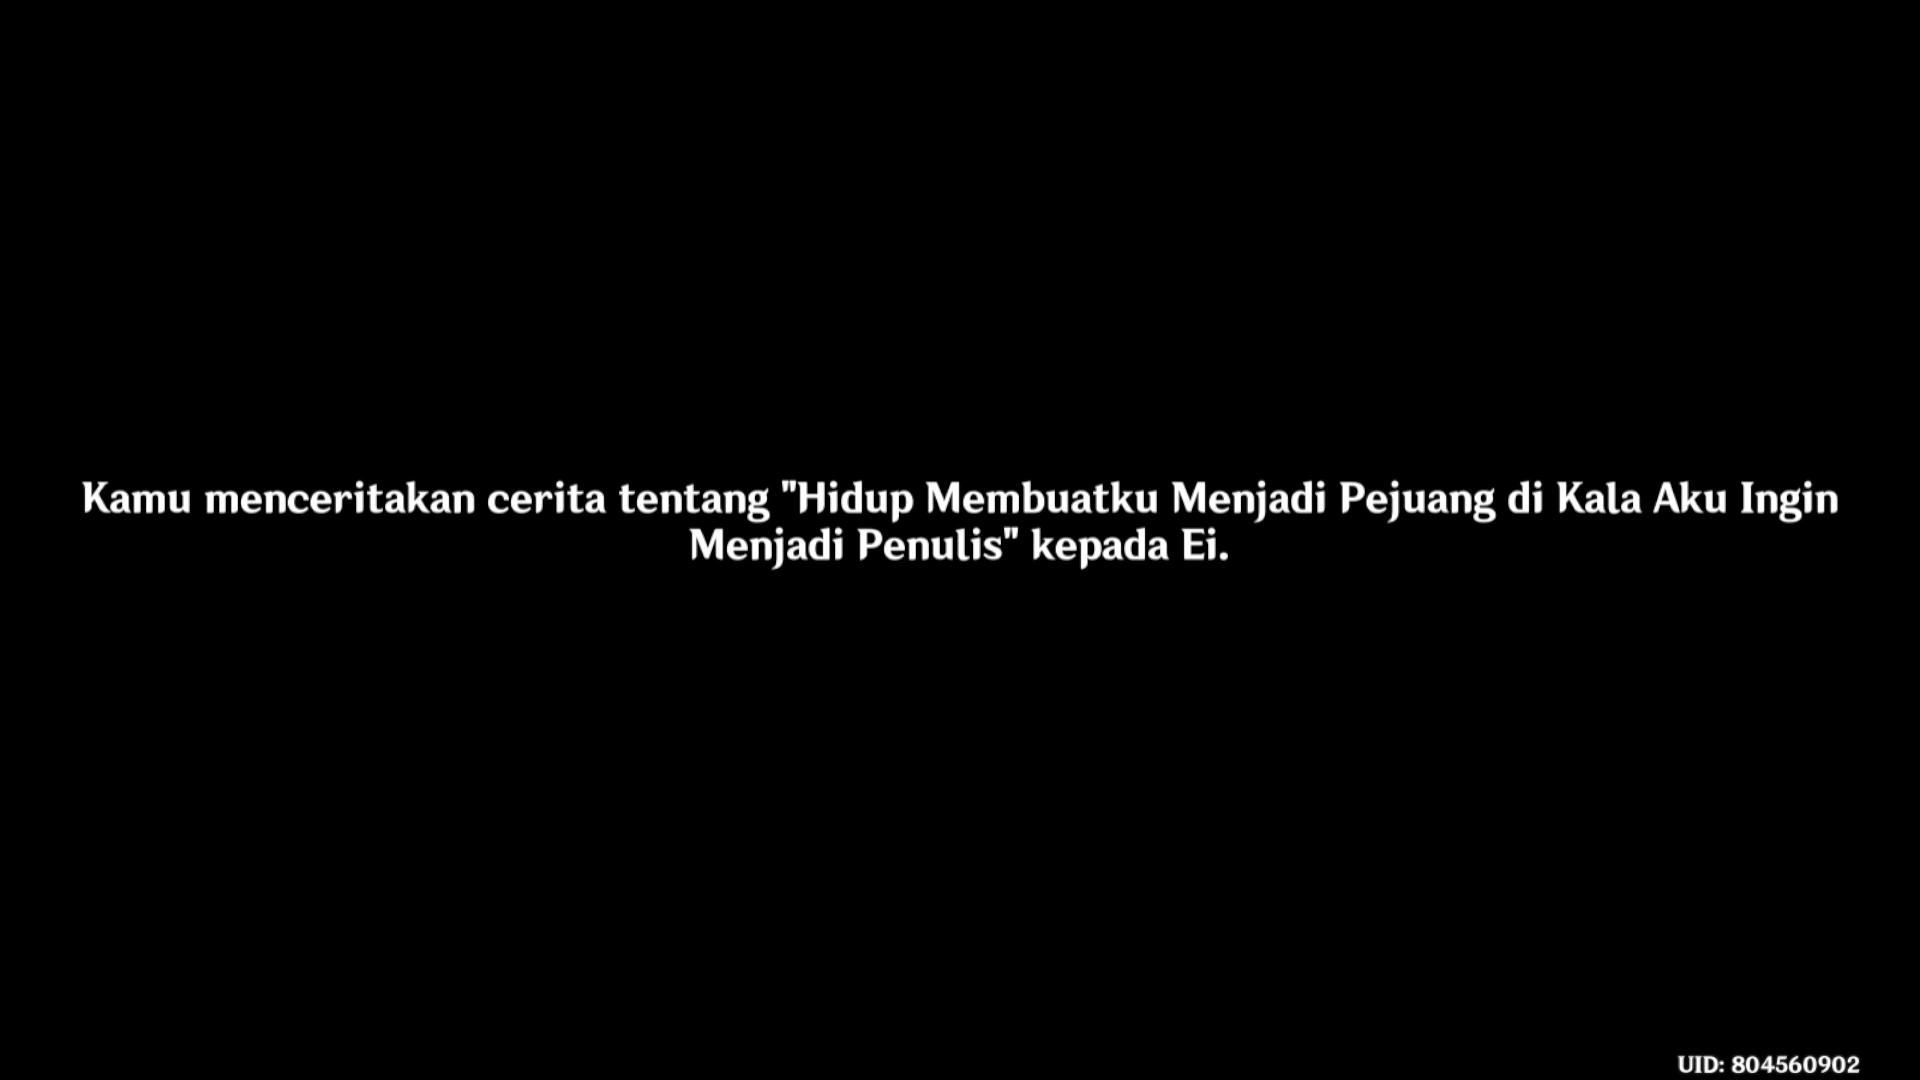 Kamu menceritakan cerita tentang "Hidup Membuatku Menjadi Pejuang di Kala Aku Ingin
Menjadi Penulis" kepada Ei.
UID: 804560902